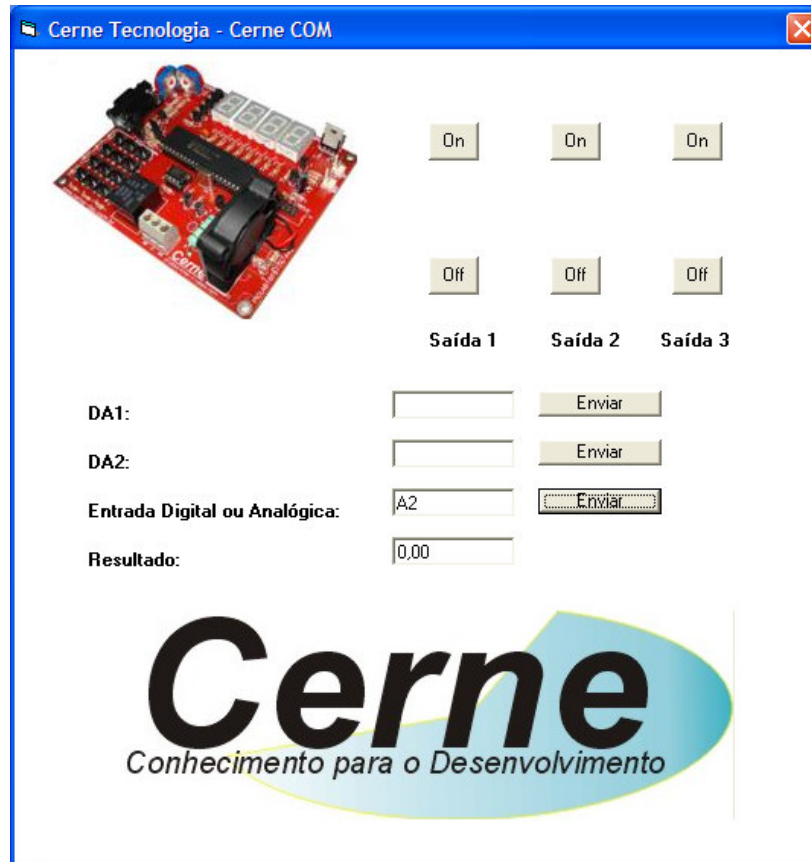 Cerne Tecnologia - Cerne COM
On On On
Off Off Off
Saída 1 Saída 2 Saída 3
DA1: Enviar
DA2: Enviar
Entrada Digital ou Analógica: A2 Enviar
Resultado: 0,00
Cerne
Conhecimento para o Desenvolvimento